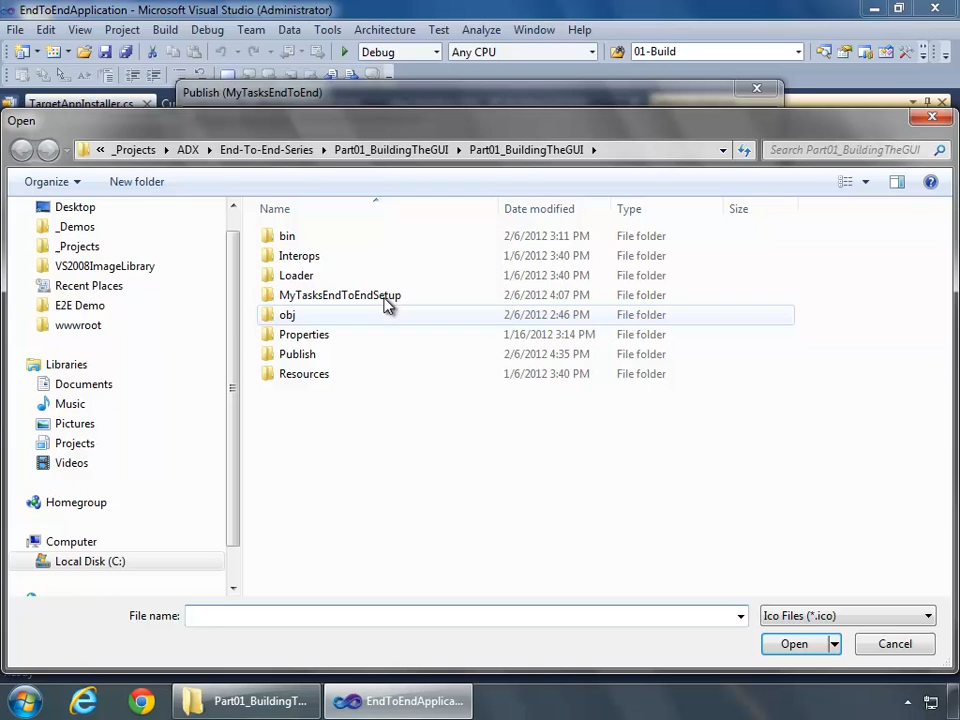 EndToEndApplication - Microsoft Visual Studio (Administrator)
File Edit View Project Build Debug Team Data Tools Architecture Test Analyze Window Help
Debug Any CPU 01-Build
Publish (MyTasksEndToEnd)
TargetAppInstaller.cs
Open
« _Projects ADX End-To-End-Series Part01_BuildingTheGUI Part01_BuildingTheGUI Search Part01_BuildingTheGUI
Organize New folder
Name Date modified Type Size
Desktop
_Demos
_Projects
VS2008ImageLibrary
Recent Places
E2E Demo
wwwroot
Libraries
Documents
Music
Pictures
Projects
Videos
Homegroup
Computer
Local Disk (C:)
bin 2/6/2012 3:11 PM File folder
Interops 1/6/2012 3:40 PM File folder
Loader 1/6/2012 3:40 PM File folder
MyTasksEndToEndSetup 2/6/2012 4:07 PM File folder
obj 2/6/2012 2:46 PM File folder
Properties 1/16/2012 3:14 PM File folder
Publish 2/6/2012 4:35 PM File folder
Resources 1/6/2012 3:40 PM File folder
File name: Ico Files (*.ico)
Open Cancel
Part01_BuildingT... EndToEndApplica...